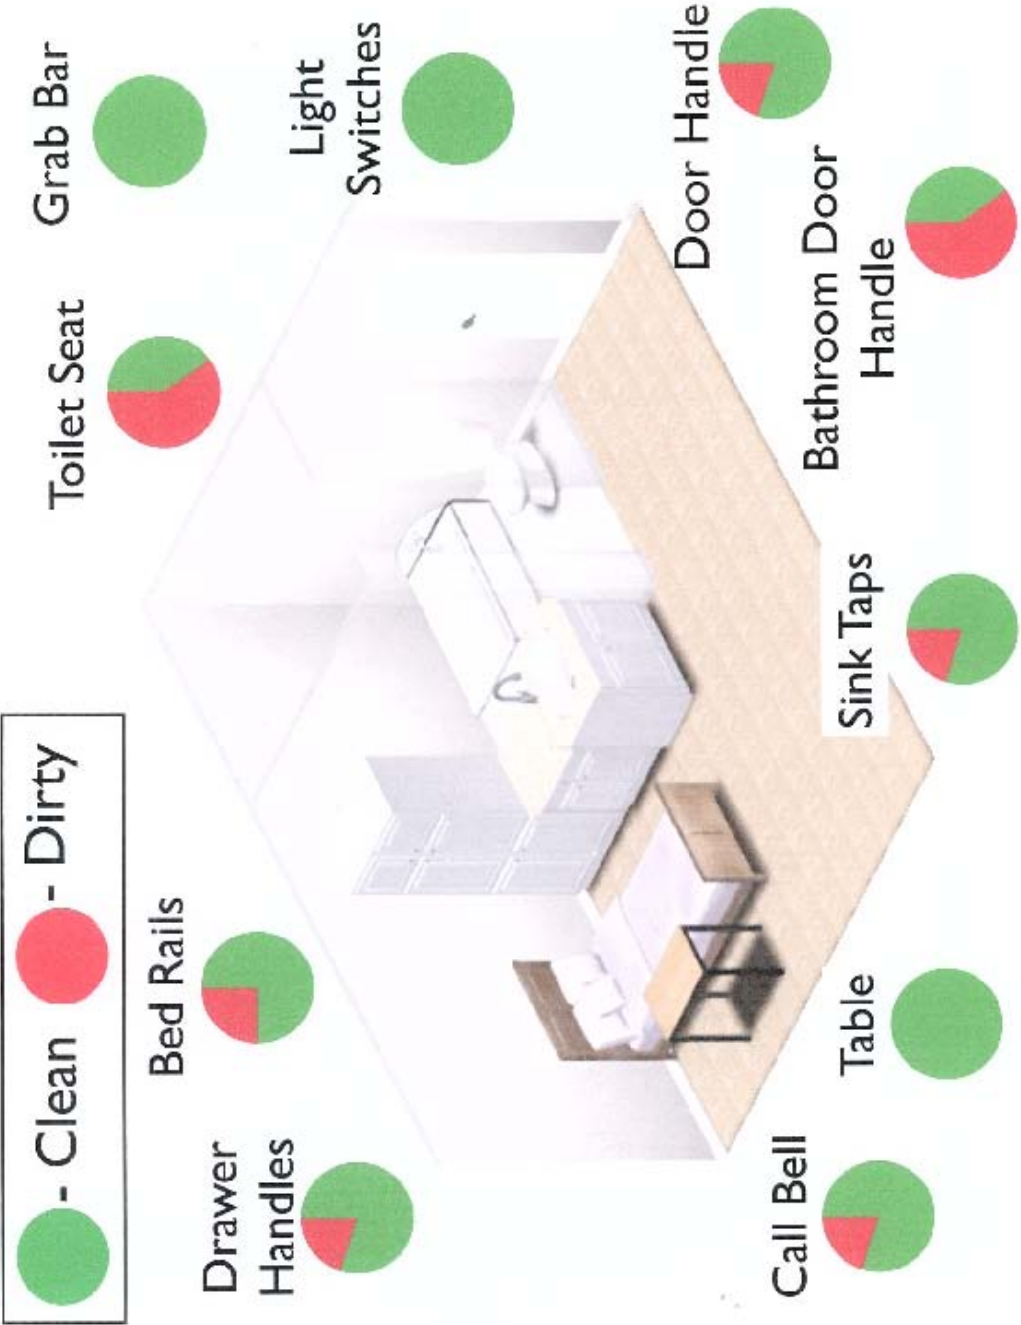 - Clean - Dirty
Drawer
Handles
Bed Rails
Toilet Seat
Grab Bar
Light
Switches
Call Bell
Table
Sink Taps
Bathroom Door
Handle
Door Handle